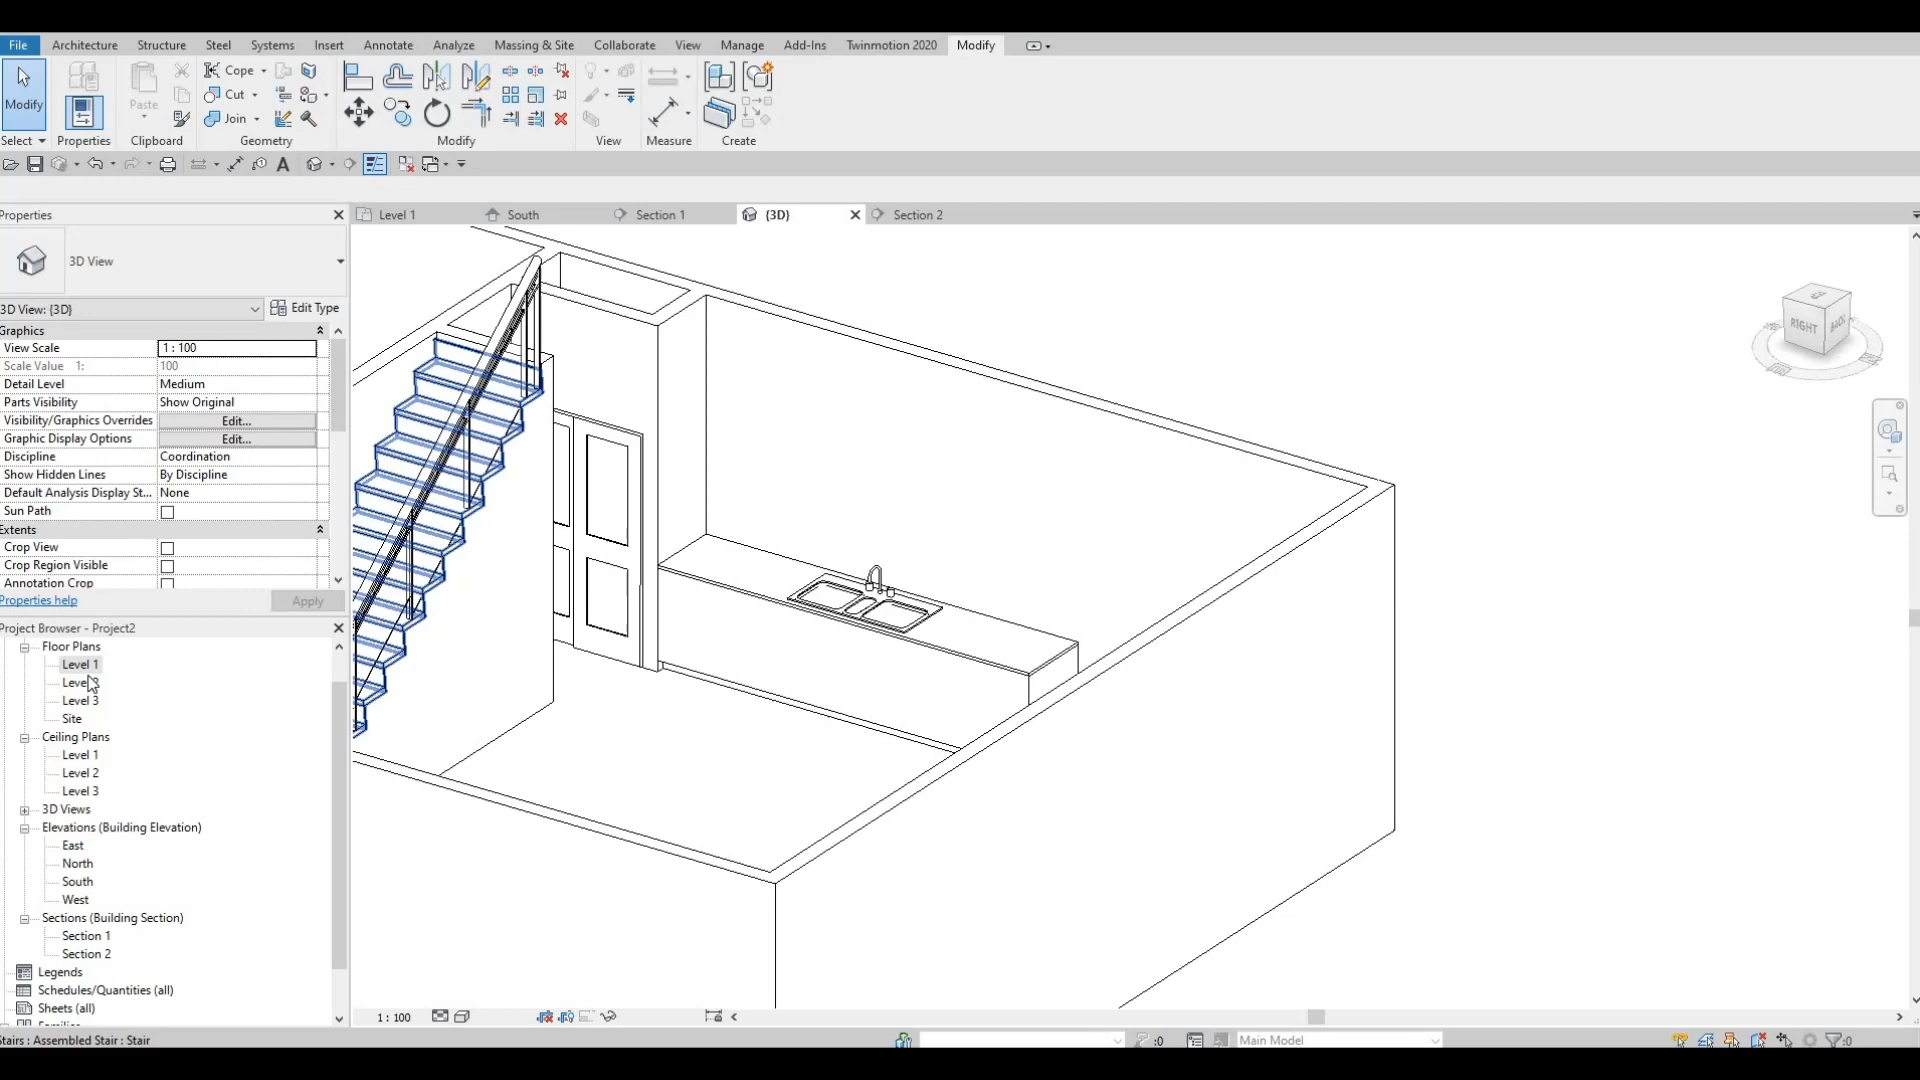 File Architecture Structure Steel Systems Insert Annotate Analyze Massing & Site Collaborate View Manage Add-Ins Twinmotion 2020 Modify
Cope
Cut
Join
Modify
Paste
Select Properties Clipboard Geometry Modify View Measure Create
Properties
Level 1 South Section 1 {3D} Section 2
3D View
3D View: {3D} Edit Type
Graphics
View Scale 1 : 100
Scale Value 1: 100
Detail Level Medium
Parts Visibility Show Original
Visibility/Graphics Overrides Edit...
Graphic Display Options Edit...
Discipline Coordination
Show Hidden Lines By Discipline
Default Analysis Display St... None
Sun Path
Extents
Crop View
Crop Region Visible
Annotation Crop
Properties help Apply
Project Browser - Project2
Floor Plans
Level 1
Level
Level 3
Site
Ceiling Plans
Level 1
Level 2
Level 3
3D Views
Elevations (Building Elevation)
East
North
South
West
Sections (Building Section)
Section 1
Section 2
Legends
Schedules/Quantities (all)
Sheets (all)
RIGHT BACK
1 : 100
Stairs : Assembled Stair : Stair
:0
Main Model
:0